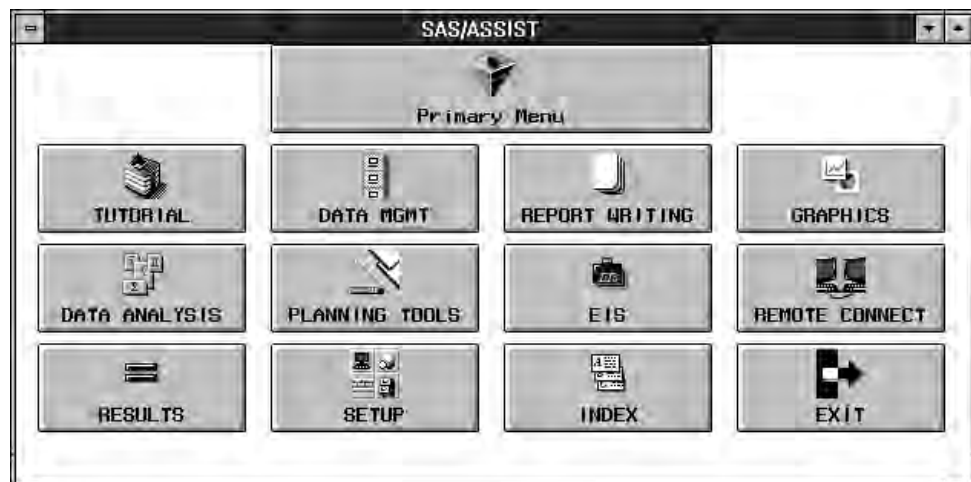 SAS/ASSIST
Primary Menu
TUTORIAL DATA MGMT REPORT WRITING GRAPHICS
DATA ANALYSIS PLANNING TOOLS EIS REMOTE CONNECT
RESULTS SETUP INDEX EXIT